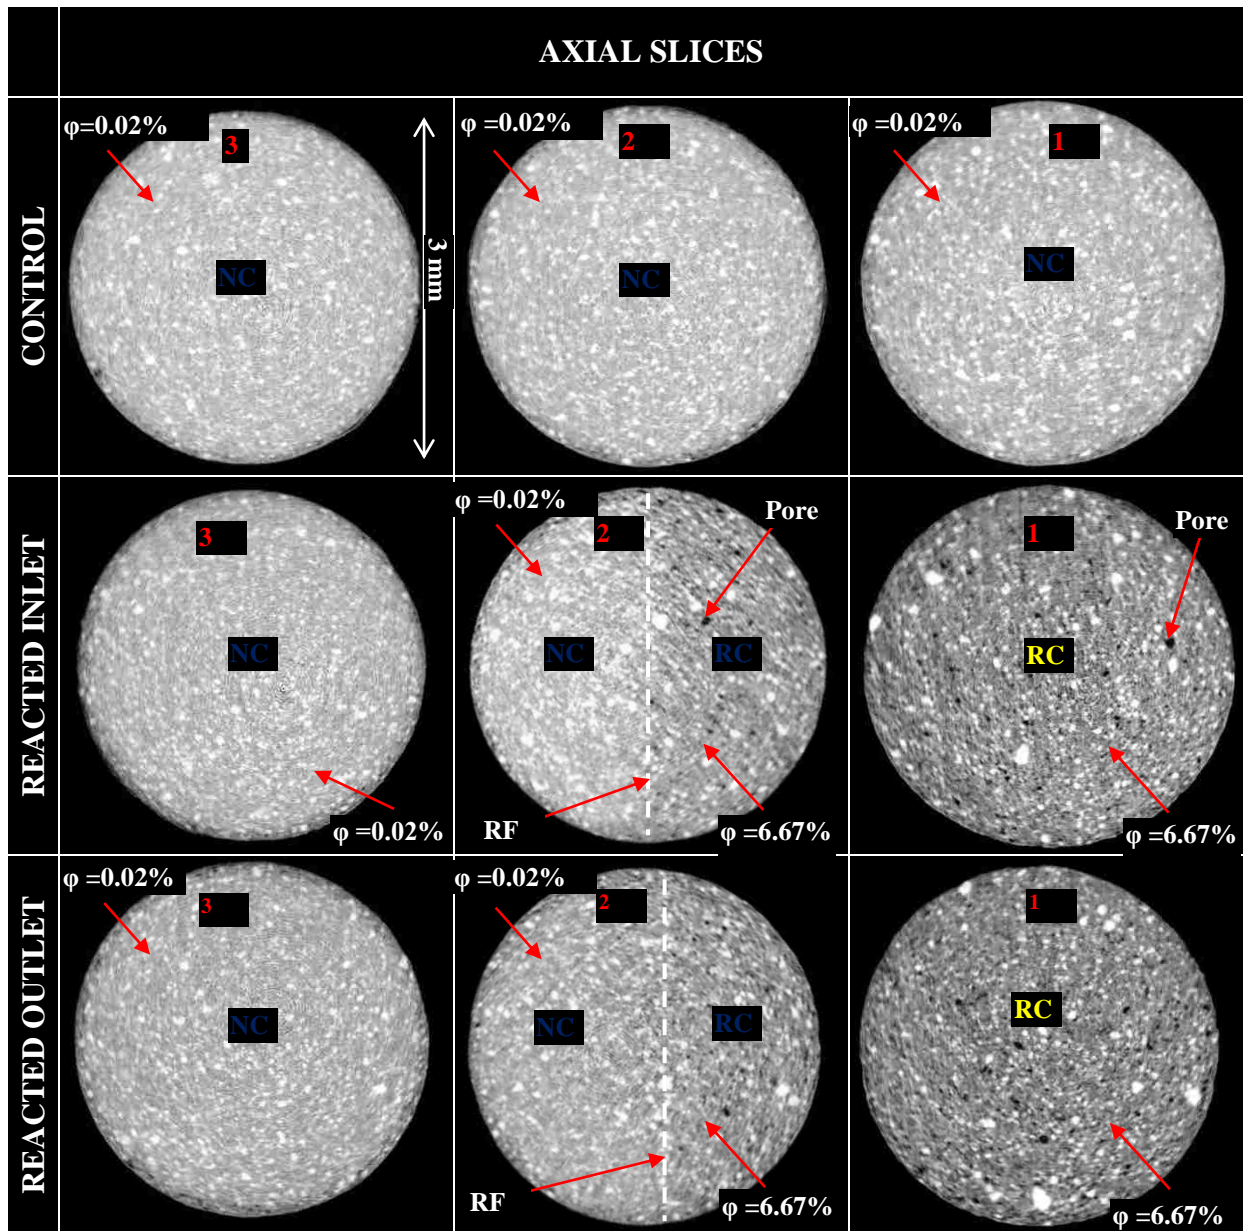 AXIAL SLICES
CONTROL
φ=0.02%
3
NC
3 mm
φ =0.02%
2
NC
φ =0.02%
1
NC
REACTED INLET
3
NC
φ =0.02%
φ =0.02%
2
Pore
NC
RC
RF
φ =6.67%
1
Pore
RC
φ =6.67%
REACTED OUTLET
φ =0.02%
3
NC
φ =0.02%
2
NC
RC
RF
φ =6.67%
1
RC
φ =6.67%